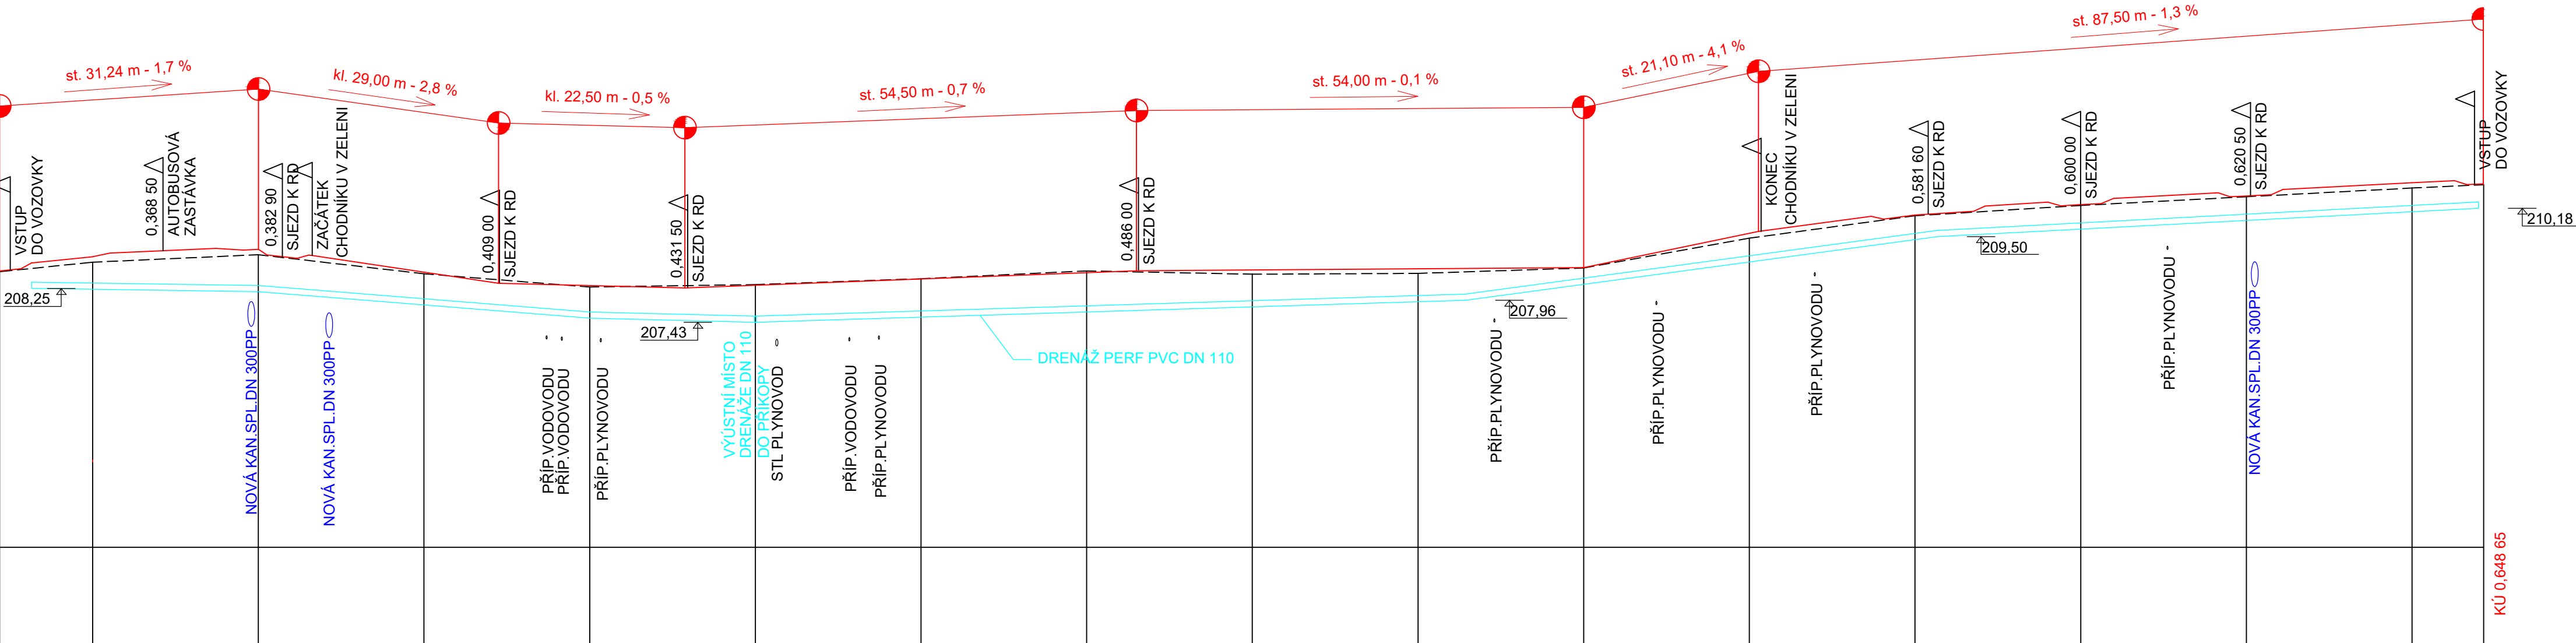 st. 31,24 m - 1,7 %
kl. 29,00 m - 2,8 %
kl. 22,50 m - 0,5 %
st. 54,50 m - 0,7 %
st. 54,00 m - 0,1 %
st. 21,10 m - 4,1 %
st. 87,50 m - 1,3 %
VSTUP
DO VOZOVKY
0,368 50
AUTOBUSOVÁ
ZASTÁVKA
0,382 90
SJEZD K RD
ZAČÁTEK
CHODNÍKU V ZELENI
0,409 00
SJEZD K RD
0,431 50
SJEZD K RD
0,486 00
SJEZD K RD
KONEC
CHODNÍKU V ZELENI
0,581 60
SJEZD K RD
0,600 00
SJEZD K RD
0,620 50
SJEZD K RD
VSTUP
DO VOZOVKY
208,25
207,43
207,96
209,50
210,18
NOVÁ KAN.SPL.DN 300PP
NOVÁ KAN.SPL.DN 300PP
PŘÍP.VODOVODU
PŘÍP.VODOVODU
PŘÍP.PLYNOVODU
VÝÚSTNÍ MÍSTO
DRENÁŽE DN 110
DO PŘÍKOPY
STL PLYNOVOD
PŘÍP.VODOVODU
PŘÍP.PLYNOVODU
DRENÁŽ PERF PVC DN 110
PŘÍP.PLYNOVODU
PŘÍP.PLYNOVODU
PŘÍP.PLYNOVODU
PŘÍP.PLYNOVODU
NOVÁ KAN.SPL.DN 300PP
KÚ 0,648 65